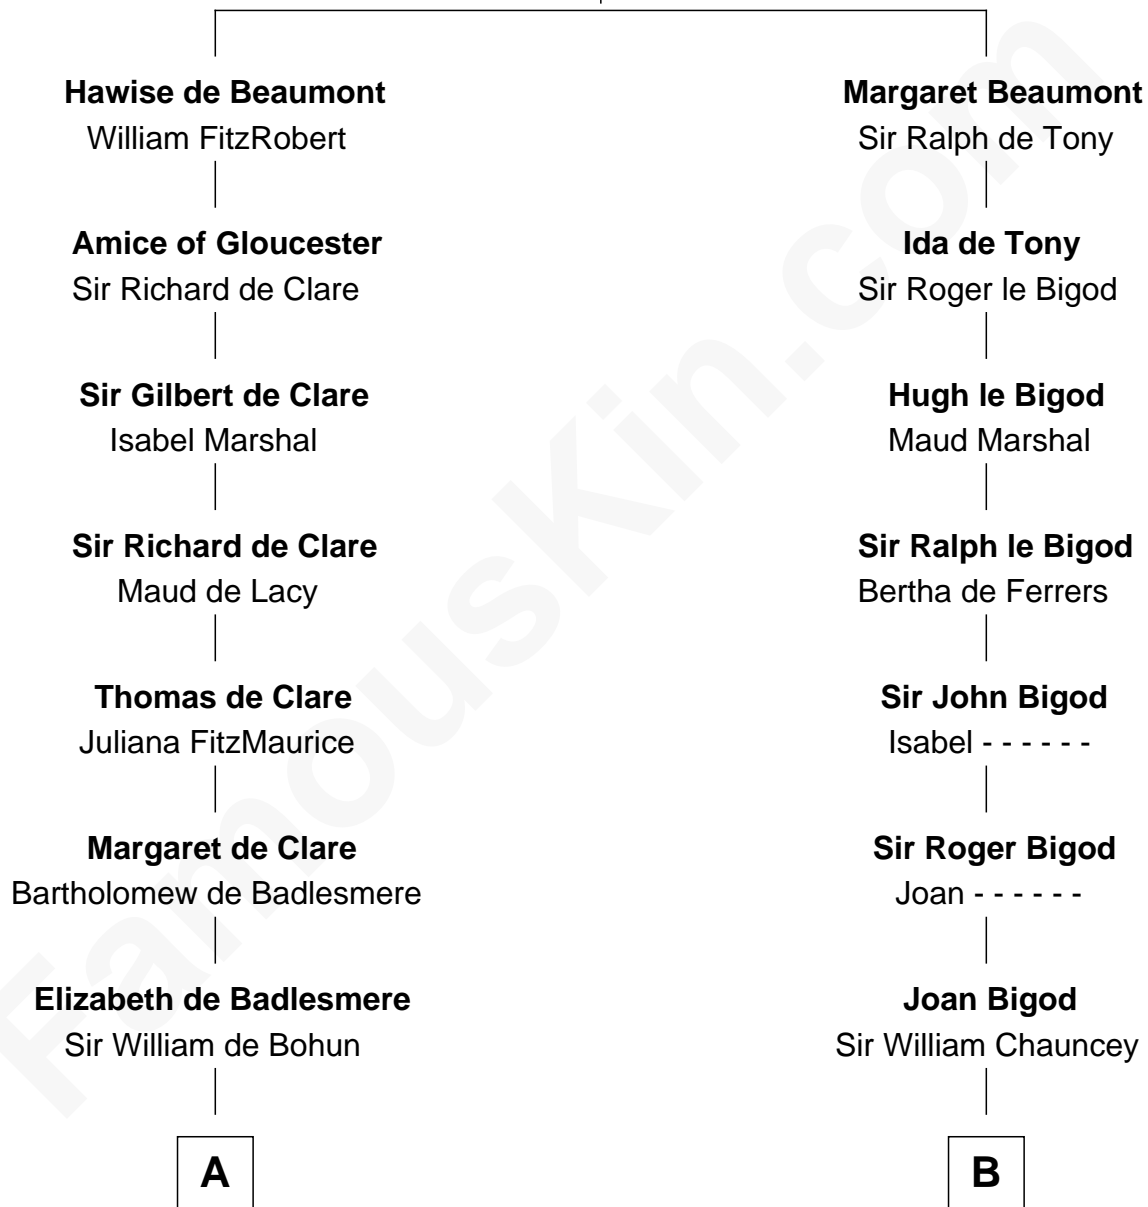 Hawise de Beaumont
William FitzRobert
Amice of Gloucester
Sir Richard de Clare
Sir Gilbert de Clare
Isabel Marshal
Sir Richard de Clare
Maud de Lacy
Thomas de Clare
Juliana FitzMaurice
Margaret de Clare
Bartholomew de Badlesmere
Elizabeth de Badlesmere
Sir William de Bohun
A
Margaret Beaumont
Sir Ralph de Tony
Ida de Tony
Sir Roger le Bigod
Hugh le Bigod
Maud Marshal
Sir Ralph le Bigod
Bertha de Ferrers
Sir John Bigod
Isabel - - - - - -
Sir Roger Bigod
Joan - - - - - -
Joan Bigod
Sir William Chauncey
B
FamousKin.com